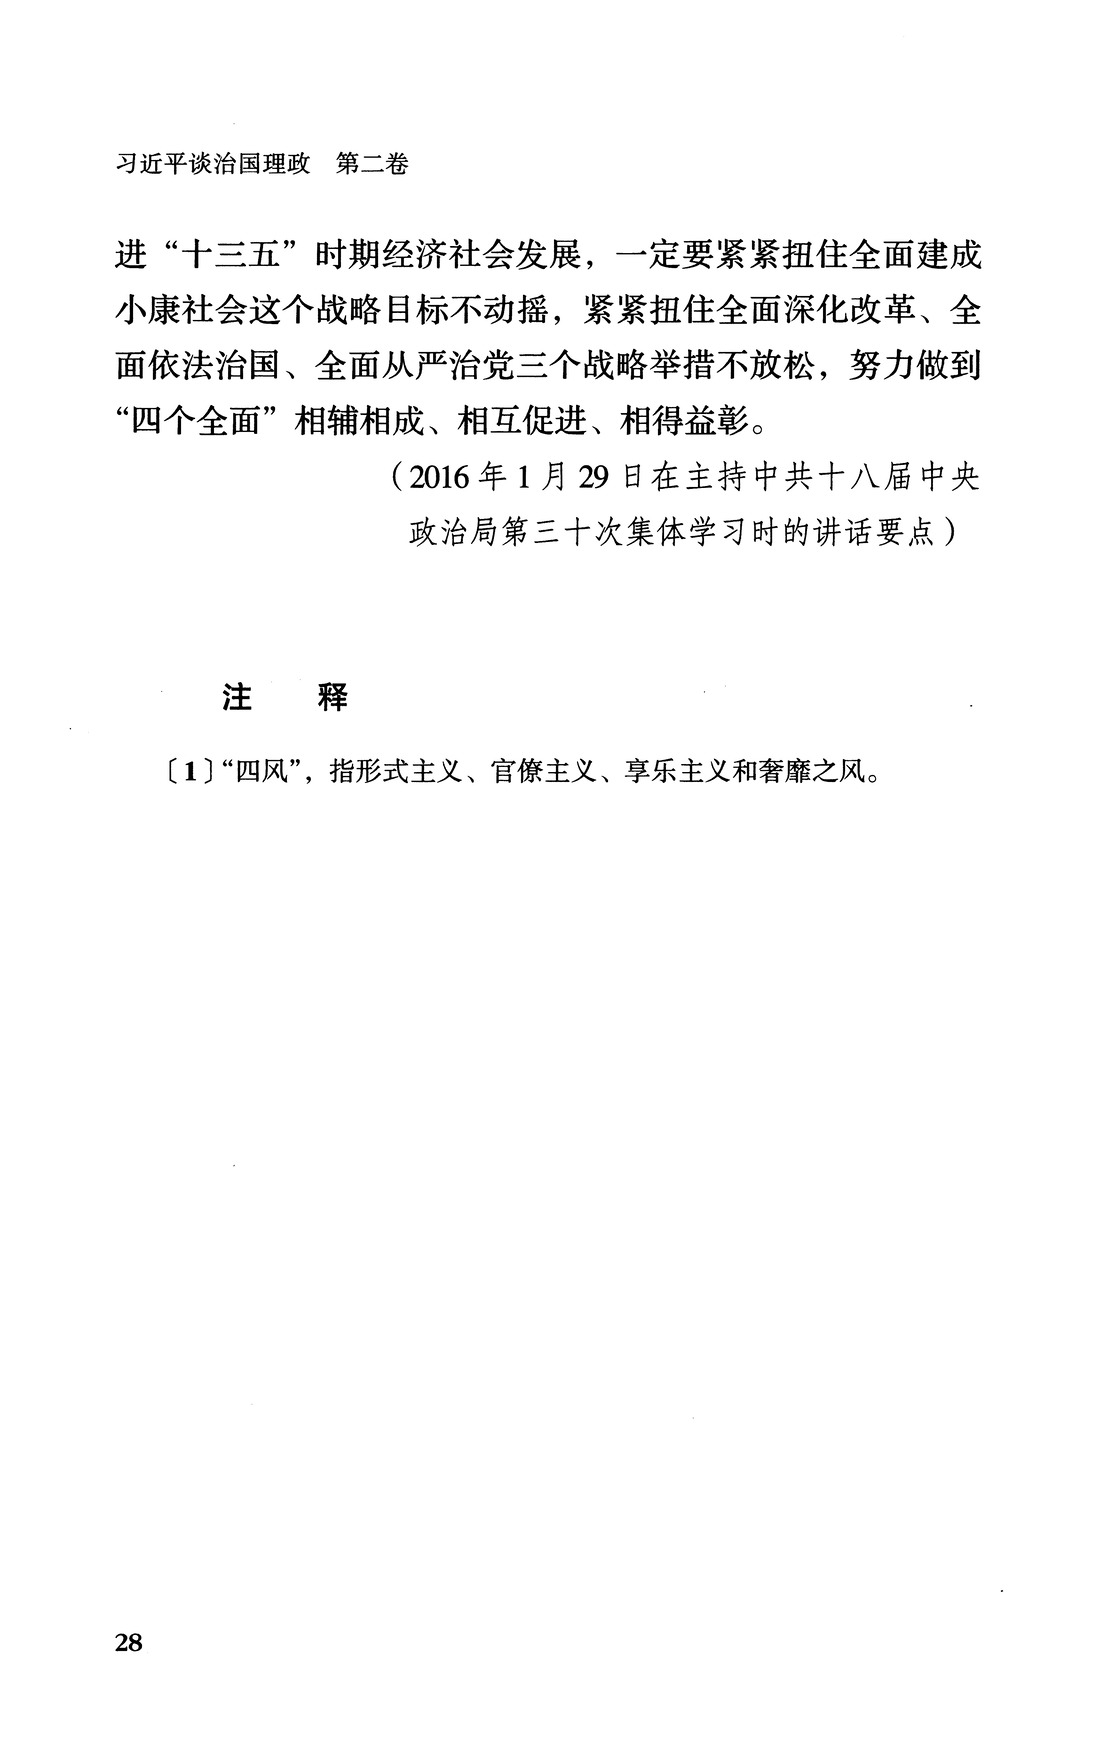 习近平谈治国理政　第二卷
进“十三五”时期经济社会发展，一定要紧紧扭住全面建成
小康社会这个战略目标不动摇，紧紧扭住全面深化改革、全
面依法治国、全面从严治党三个战略举措不放松，努力做到
“四个全面”相辅相成、相互促进、相得益彰。
（2016年1月29日在主持中共十八届中央
政治局第三十次集体学习时的讲话要点）
注　释
〔1〕“四风”，指形式主义、官僚主义、享乐主义和奢靡之风。
28